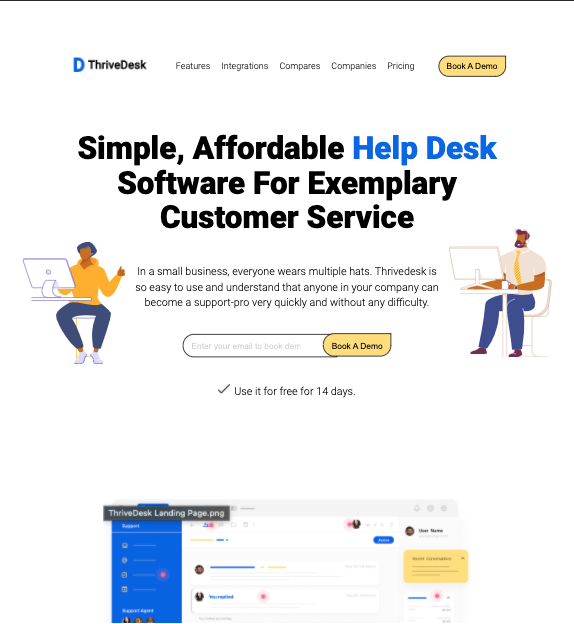 ThriveDesk
Features Integrations Compares Companies Pricing Book A Demo
Simple, Affordable Help Desk
Software For Exemplary
Customer Service
In a small business, everyone wears multiple hats. Thrivedesk is
so easy to use and understand that anyone in your company can
become a support-pro very quickly and without any difficulty.
Enter your email to book dem Book A Demo
Use it for free for 14 days.
ThriveDesk Landing Page.png
Support
User Name
Active
Recent Conversations
You replied
Support Agent